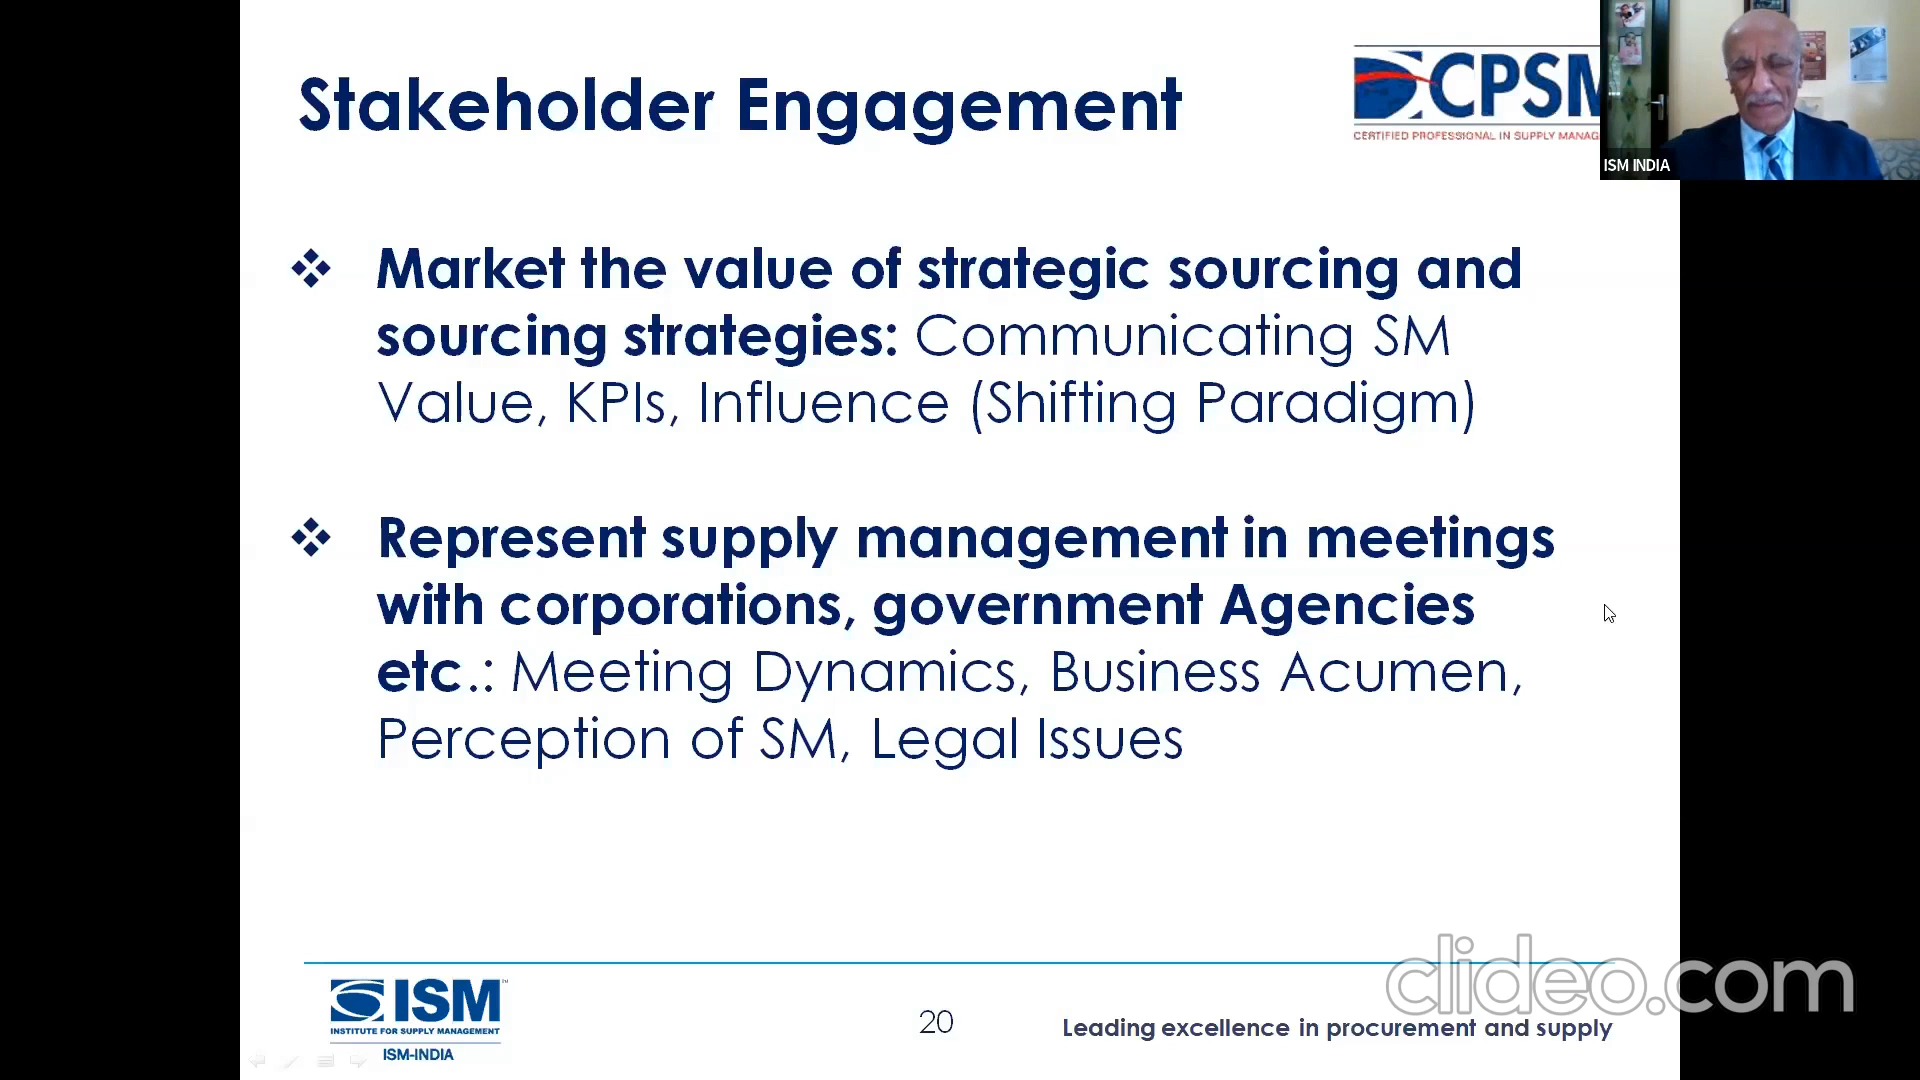 Stakeholder Engagement
CPSM
CERTIFIED PROFESSIONAL IN SUPPLY MANAG
ISM INDIA
❖ Market the value of strategic sourcing and
sourcing strategies: Communicating SM
Value, KPIs, Influence (Shifting Paradigm)
❖ Represent supply management in meetings
with corporations, government Agencies
etc.: Meeting Dynamics, Business Acumen,
Perception of SM, Legal Issues
ISM
INSTITUTE FOR SUPPLY MANAGEMENT
ISM-INDIA
20
Leading excellence in procurement and supply
clideo.com